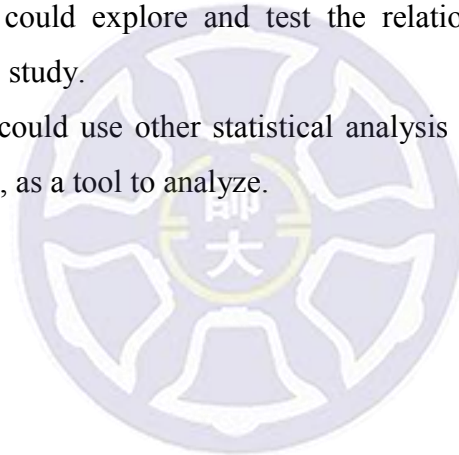 could explore and test the relatio
study.
could use other statistical analysis
, as a tool to analyze.
師
大